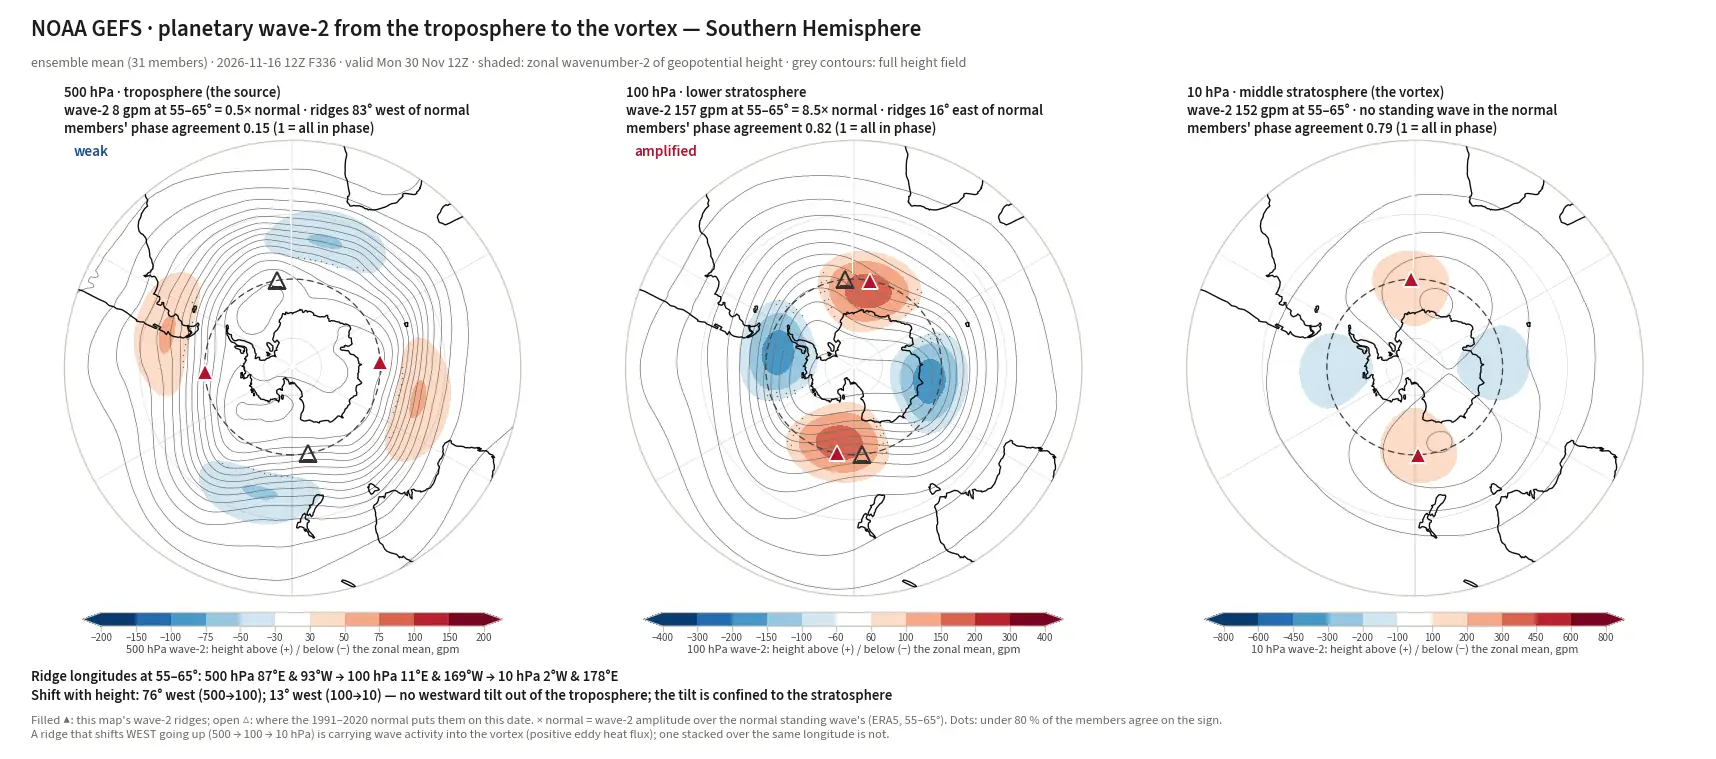 NOAA GEFS · planetary wave-2 from the troposphere to the vortex — Southern Hemisphere
ensemble mean (31 members) · 2026-11-16 12Z F336 · valid Mon 30 Nov 12Z · shaded: zonal wavenumber-2 of geopotential height · grey contours: full height field
500 hPa · troposphere (the source)
wave-2 8 gpm at 55–65° = 0.5× normal · ridges 83° west of normal
members' phase agreement 0.15 (1 = all in phase)
weak
100 hPa · lower stratosphere
wave-2 157 gpm at 55–65° = 8.5× normal · ridges 16° east of normal
members' phase agreement 0.82 (1 = all in phase)
amplified
10 hPa · middle stratosphere (the vortex)
wave-2 152 gpm at 55–65° · no standing wave in the normal
members' phase agreement 0.79 (1 = all in phase)
−200 −150 −100 −75 −50 −30 30 50 75 100 150 200
500 hPa wave-2: height above (+) / below (−) the zonal mean, gpm
−400 −300 −200 −150 −100 −60 60 100 150 200 300 400
100 hPa wave-2: height above (+) / below (−) the zonal mean, gpm
−800 −600 −450 −300 −200 −100 100 200 300 450 600 800
10 hPa wave-2: height above (+) / below (−) the zonal mean, gpm
Ridge longitudes at 55–65°: 500 hPa 87°E & 93°W → 100 hPa 11°E & 169°W → 10 hPa 2°W & 178°E
Shift with height: 76° west (500→100); 13° west (100→10) — no westward tilt out of the troposphere; the tilt is confined to the stratosphere
Filled ▲: this map's wave-2 ridges; open △: where the 1991–2020 normal puts them on this date. × normal = wave-2 amplitude over the normal standing wave's (ERA5, 55–65°). Dots: under 80 % of the members agree on the sign.
A ridge that shifts WEST going up (500 → 100 → 10 hPa) is carrying wave activity into the vortex (positive eddy heat flux); one stacked over the same longitude is not.